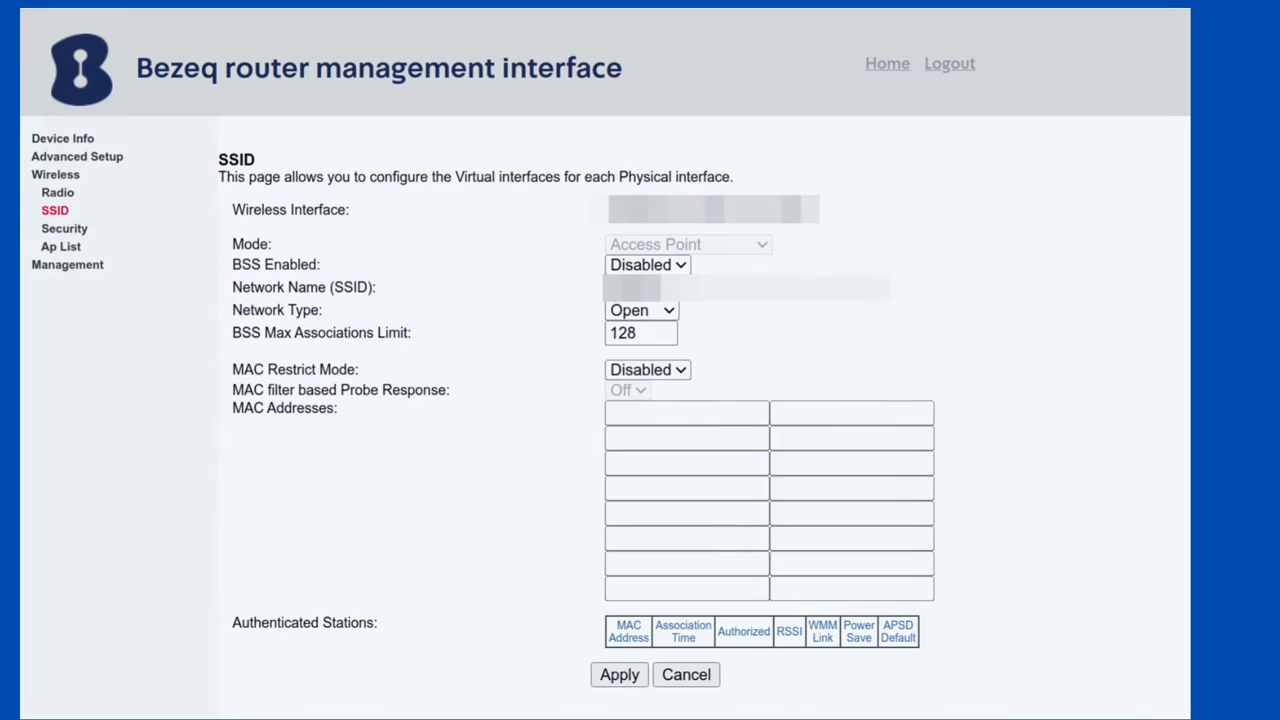 Bezeq router management interface
Home Logout
Device Info
Advanced Setup
Wireless
Radio
SSID
Security
Ap List
Management
SSID
This page allows you to configure the Virtual interfaces for each Physical interface.
Wireless Interface:
Mode: Access Point
BSS Enabled: Disabled
Network Name (SSID):
Network Type: Open
BSS Max Associations Limit: 128
MAC Restrict Mode: Disabled
MAC filter based Probe Response: Off
MAC Addresses:
Authenticated Stations:
MAC Address Association Time Authorized RSSI WMM Link Power Save APSD Default
Apply Cancel